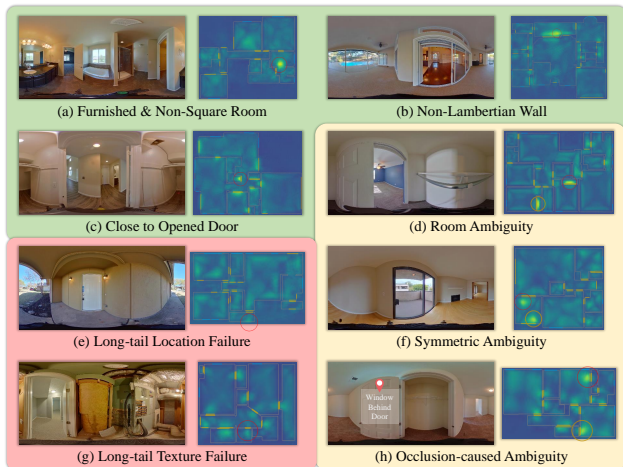 (a) Furnished & Non-Square Room
(b) Non-Lambertian Wall
(c) Close to Opened Door
(d) Room Ambiguity
(e) Long-tail Location Failure
(f) Symmetric Ambiguity
Window
Behind
Door
(g) Long-tail Texture Failure
(h) Occlusion-caused Ambiguity